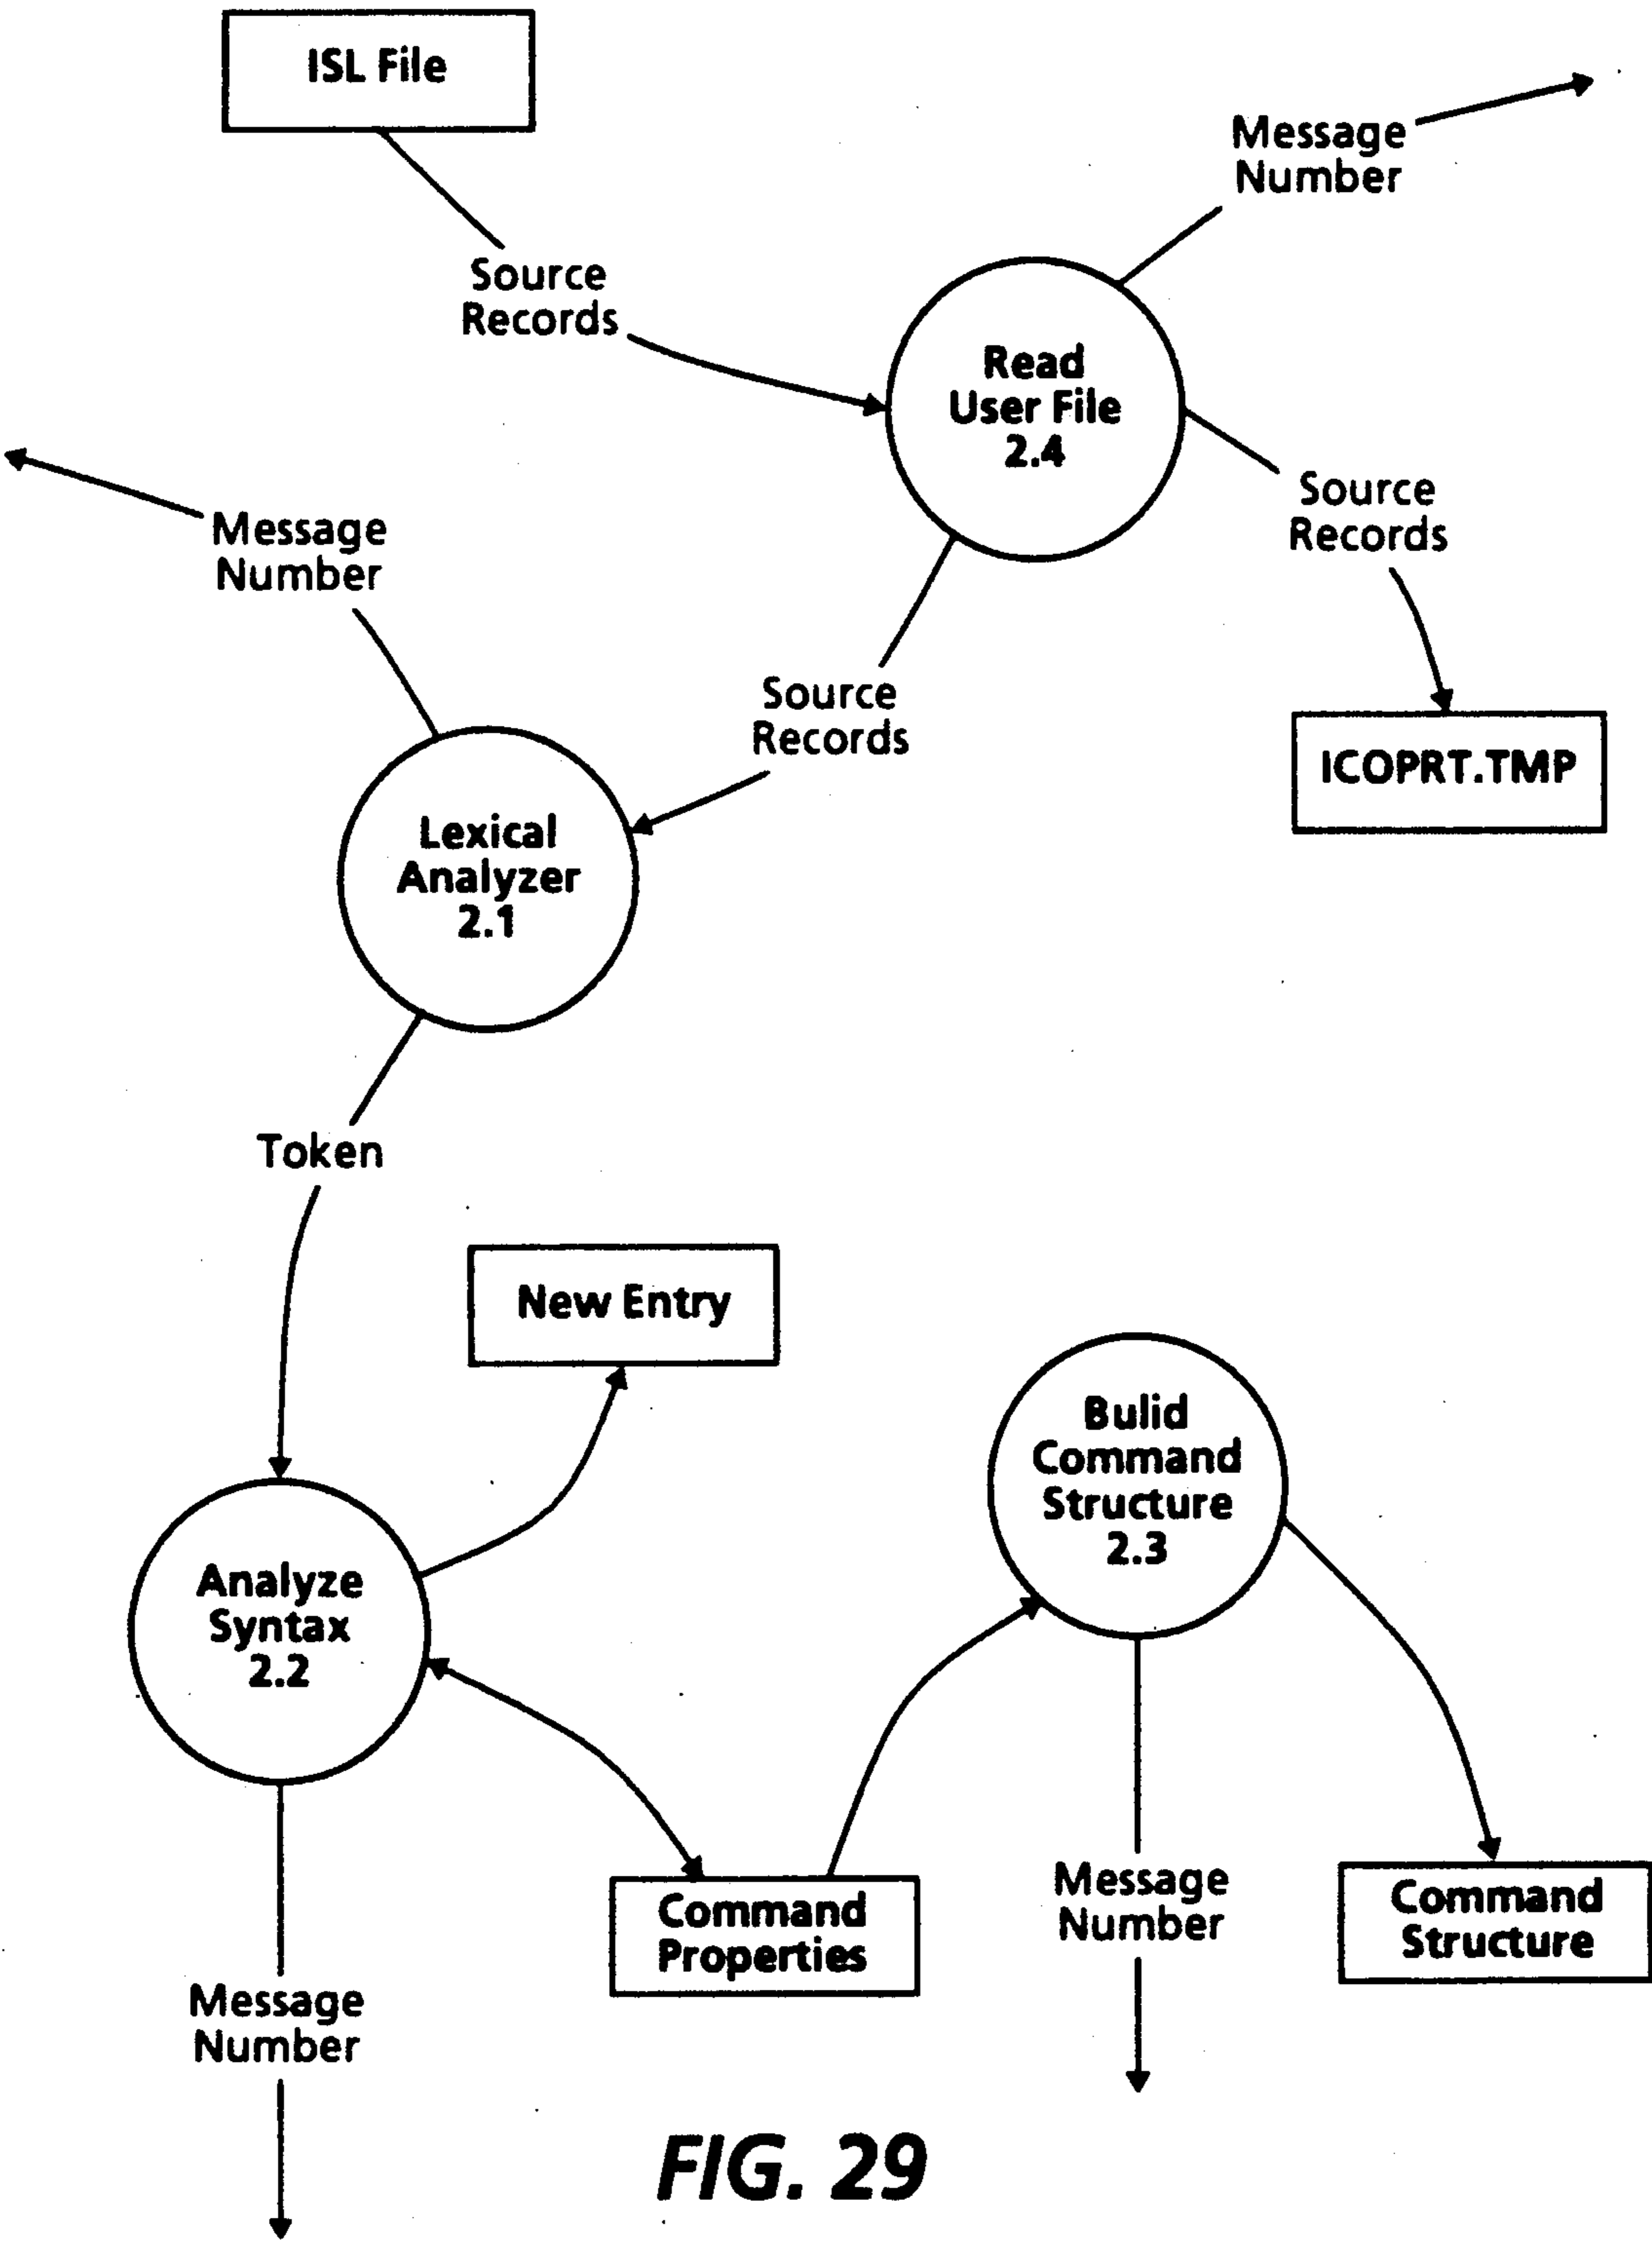 ISL File
Message
Number
Source
Records
Read
User File
2.4
Source
Records
Message
Number
Source
Records
ICOPRT.TMP
Lexical
Analyzer
2.1
Token
New Entry
Bulid
Command
Structure
2.3
Analyze
Syntax
2.2
Command
Properties
Message
Number
Command
Structure
Message
Number
FIG. 29